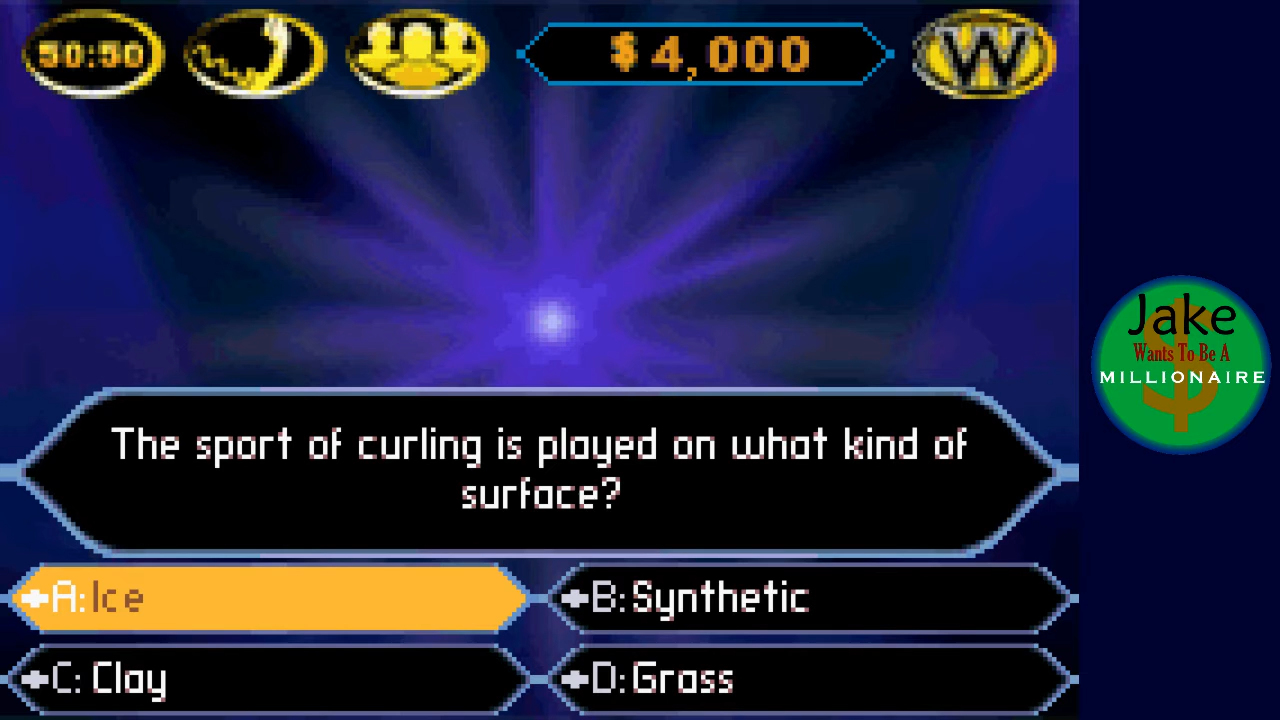 50:50
$4,000
W
Jake
Wants To Be A
MILLIONAIRE
$
The sport of curling is played on what kind of
surface?
A: Ice
B: Synthetic
C: Clay
D: Grass